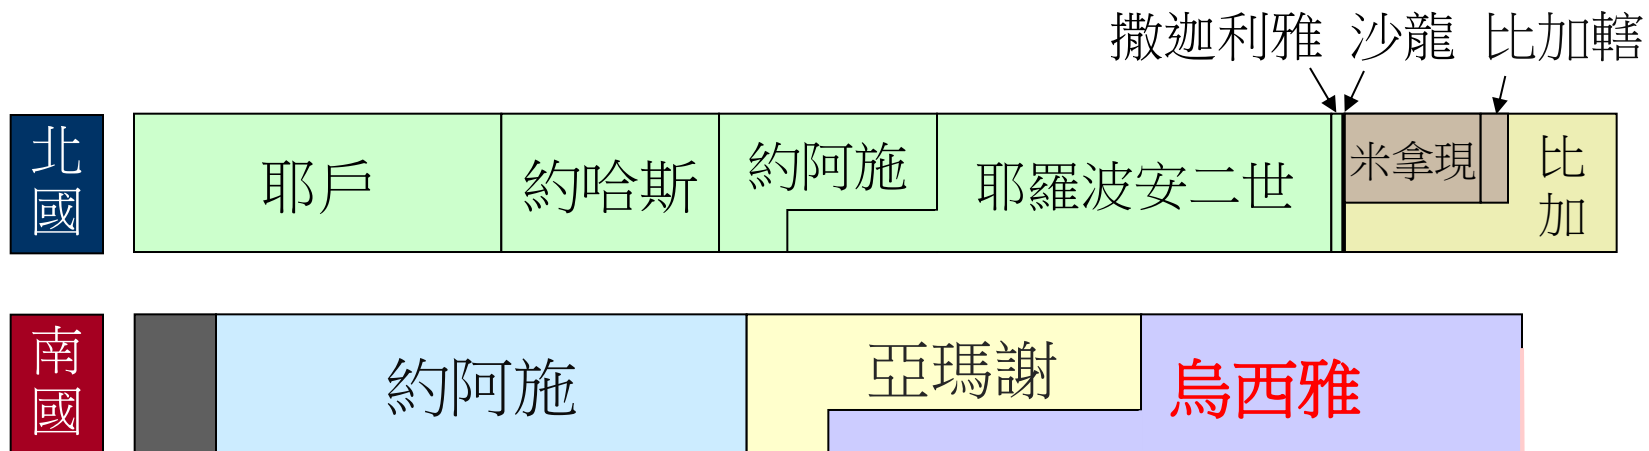 撒迦利雅 沙龍 比加轄
北國
耶戶
約哈斯
約阿施
耶羅波安二世
米拿現
比加
南國
約阿施
亞瑪謝
烏西雅